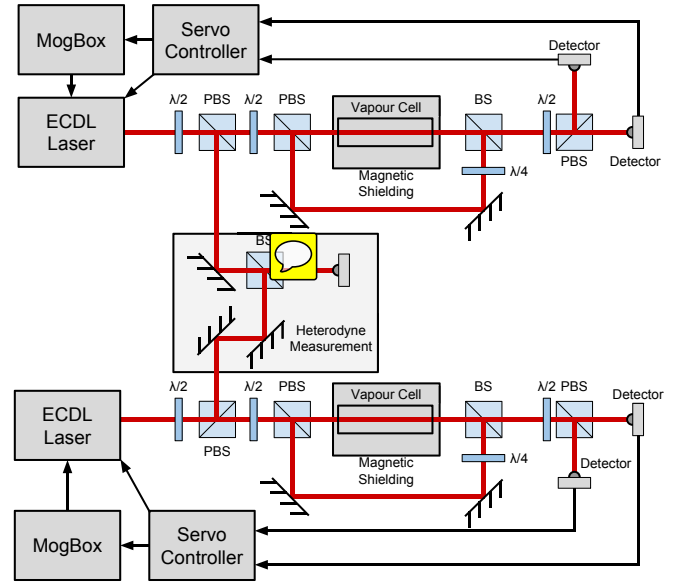 MogBox
Servo
Controller
Detector
λ/2
PBS
λ/2
PBS
Vapour Cell
BS
λ/2
ECDL
Laser
Magnetic
Shielding
λ/4
PBS
Detector
BS
Heterodyne
Measurement
λ/2
λ/2
PBS
Vapour Cell
BS
λ/2
PBS
Detector
ECDL
Laser
PBS
Magnetic
Shielding
λ/4
Detector
MogBox
Servo
Controller